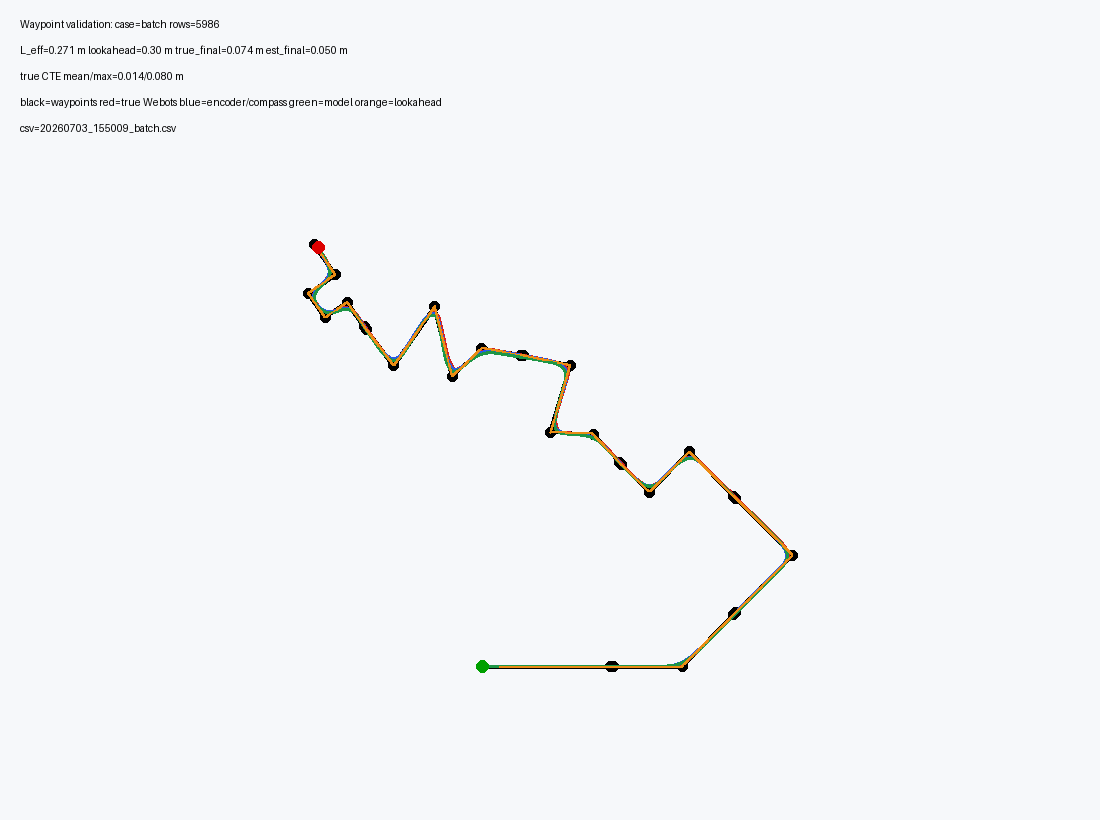 Waypoint validation: case=batch rows=5986
L_eff=0.271 m lookahead=0.30 m true_final=0.074 m est_final=0.050 m
true CTE mean/max=0.014/0.080 m
black=waypoints red=true Webots blue=encoder/compass green=model orange=lookahead
csv=20260703_155009_batch.csv